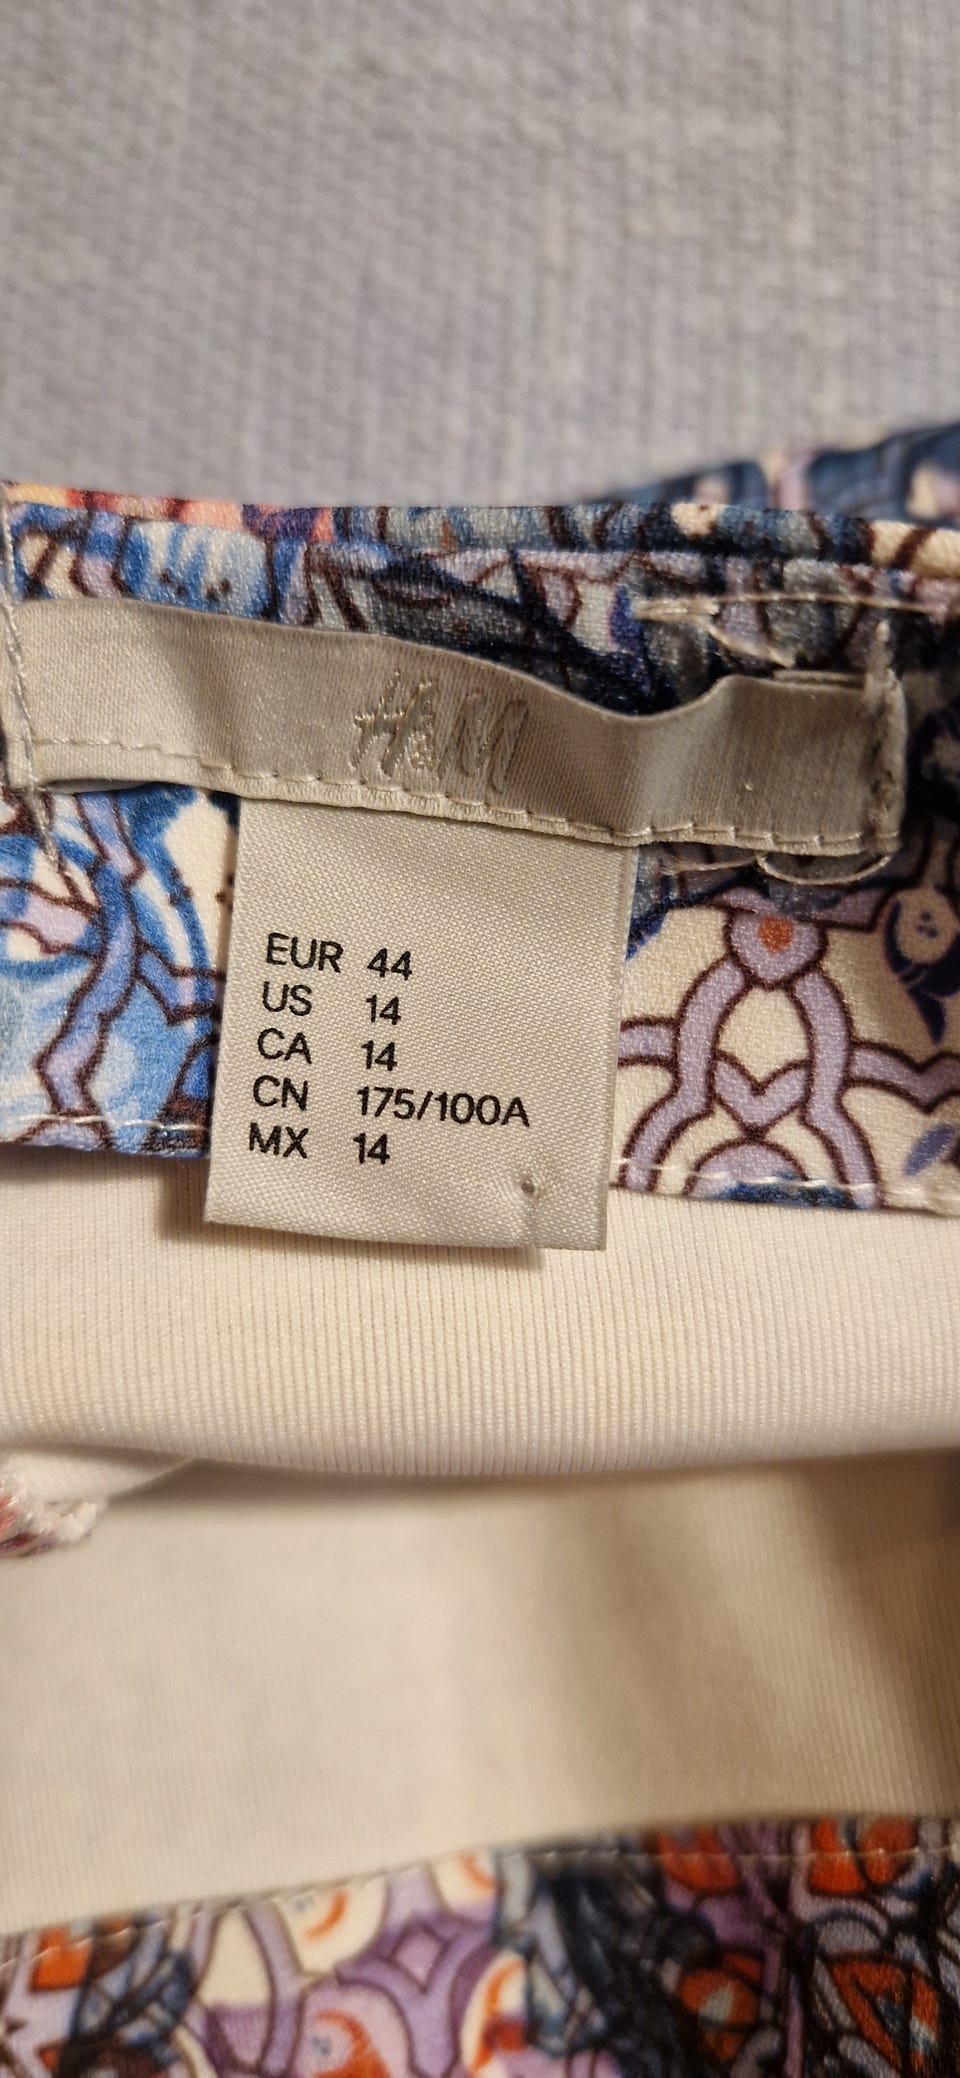 H&M
EUR 44
US 14
CA 14
CN 175/100A
MX 14